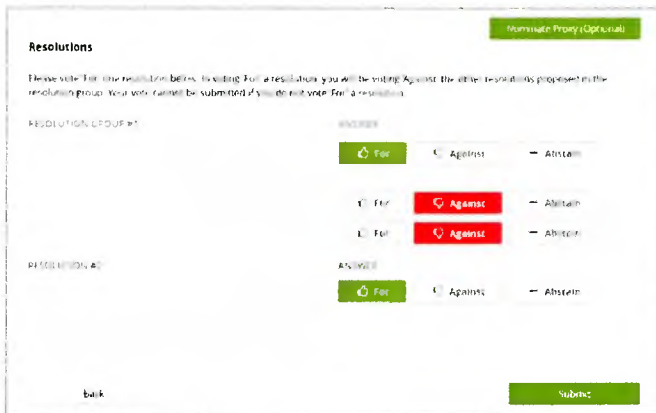 Nominate Proxy (Optional)
Resolutions
Please vote 'For' one resolution below. In voting 'For' a resolution, you will be voting 'Against' the other resolutions proposed in the
resolution group. Your vote cannot be submitted if you do not vote 'For' a resolution.
RESOLUTION GROUP #1 ANSWER
For Against Abstain
For Against Abstain
For Against Abstain
RESOLUTION #2 ANSWER
For Against Abstain
back Submit